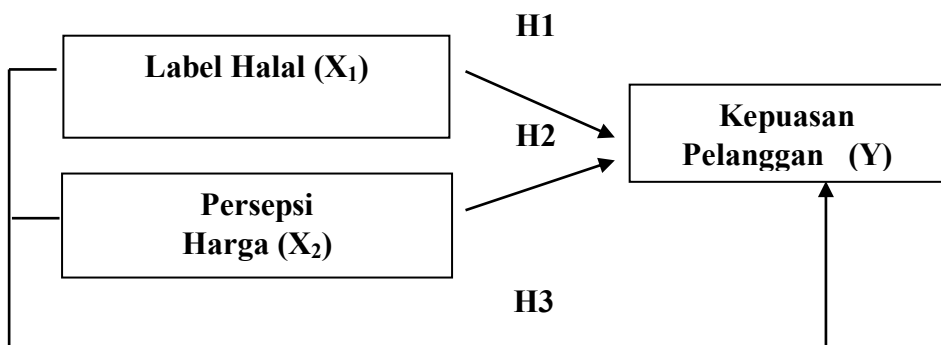 H1
Label Halal (X₁)
Kepuasan
Pelanggan (Y)
H2
Persepsi
Harga (X₂)
H3